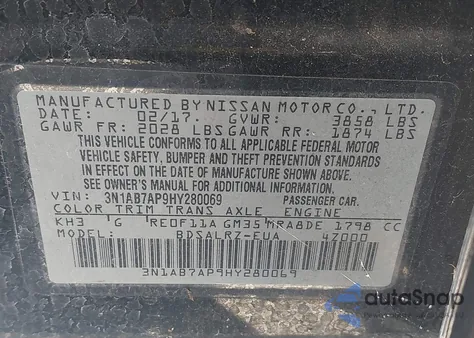 MANUFACTURED BY NISSAN MOTOR CO., LTD.
DATE: 02/17. GVWR: 3858 LBS
GAWR FR: 2028 LBS GAWR RR: 1874 LBS
THIS VEHICLE CONFORMS TO ALL APPLICABLE FEDERAL MOTOR
VEHICLE SAFETY, BUMPER AND THEFT PREVENTION STANDARDS
IN EFFECT ON THE DATE OF MANUFACTURE SHOWN ABOVE.
SEE OWNER'S MANUAL FOR ADDITIONAL INFORMATION.
VIN: 3N1AB7AP9HY280069 PASSENGER CAR.
COLOR TRIM TRANS AXLE ENGINE
KH3 G RE0F11A GM35 MRA8DE 1798 CC
BDSALRZ-EUA 4Z000
3N1AB7AP9HY280069
autoSnap